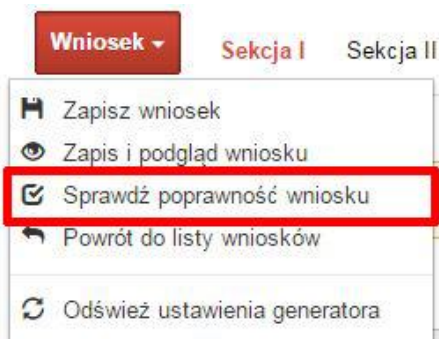 Wniosek Sekcja I Sekcja II
Zapisz wniosek
Zapis i podgląd wniosku
Sprawdź poprawność wniosku
Powrót do listy wniosków
Odśwież ustawienia generatora